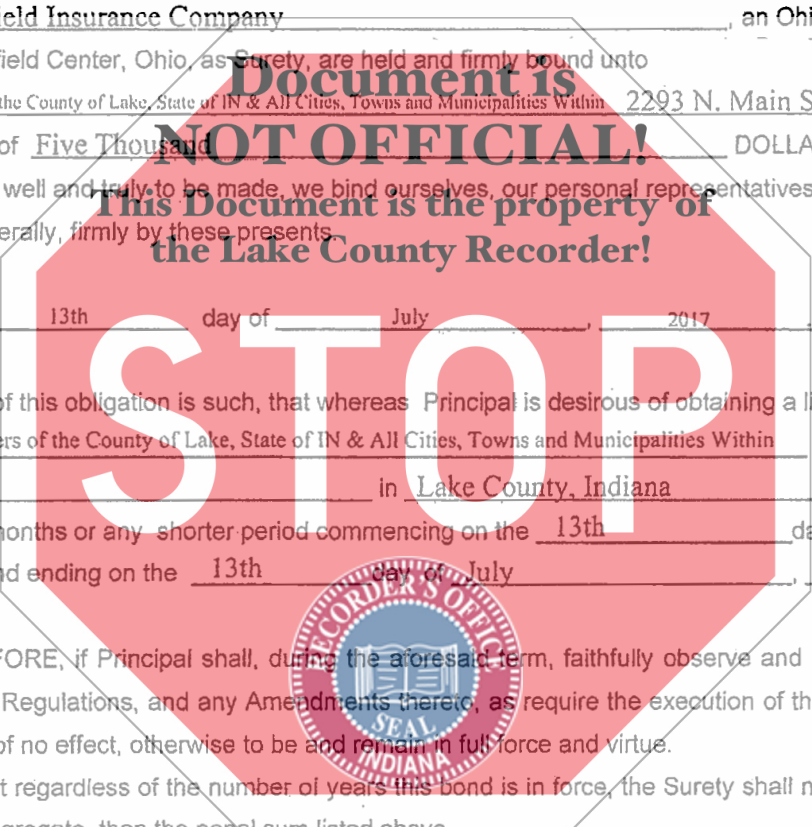 eld Insurance Company, an Ohi
ield Center, Ohio, as Surety, are held and firmly bound unto
Document is
the County of Lake, State of IN & All Cities, Towns and Municipalities Within 2293 N. Main S
of Five Thousand DOLLA
NOT OFFICIAL!
well and truly to be made, we bind ourselves, our personal representatives
This Document is the property of
erally, firmly by these presents.
the Lake County Recorder!
13th day of July, 2017
STOP
of this obligation is such, that whereas Principal is desirous of obtaining a li
ers of the County of Lake, State of IN & All Cities, Towns and Municipalities Within
in Lake County, Indiana
months or any shorter period commencing on the 13th da
nd ending on the 13th day of July,
RECORDER'S OFFICE
FORE, if Principal shall, during the aforesaid term, faithfully observe and
Regulations, and any Amendments thereto, as require the execution of th
SEAL
of no effect, otherwise to be and remain in full force and virtue.
INDIANA
t regardless of the number of years this bond is in force, the Surety shall n
gregate, than the penal sum listed above